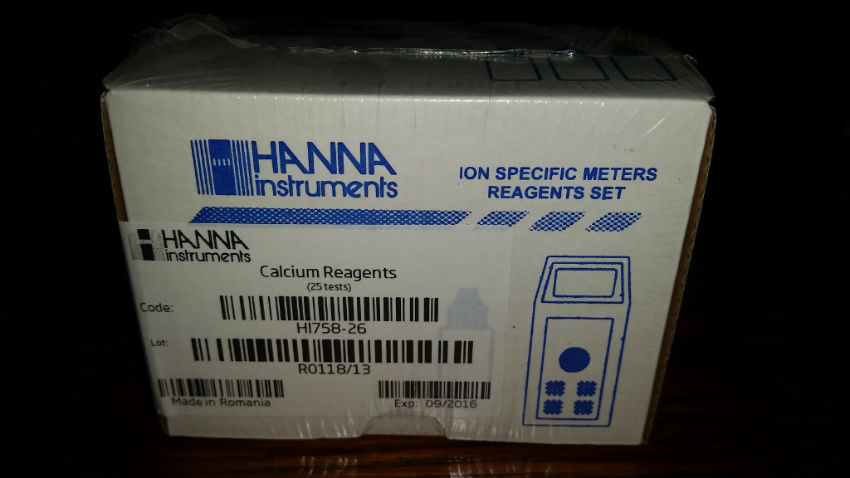 HANNA
instruments
ION SPECIFIC METERS
REAGENTS SET
HANNA
instruments
Calcium Reagents
(25 tests)
Code:
HI758-26
Lot:
R0118/13
Made in Romania
Exp: 09/2016